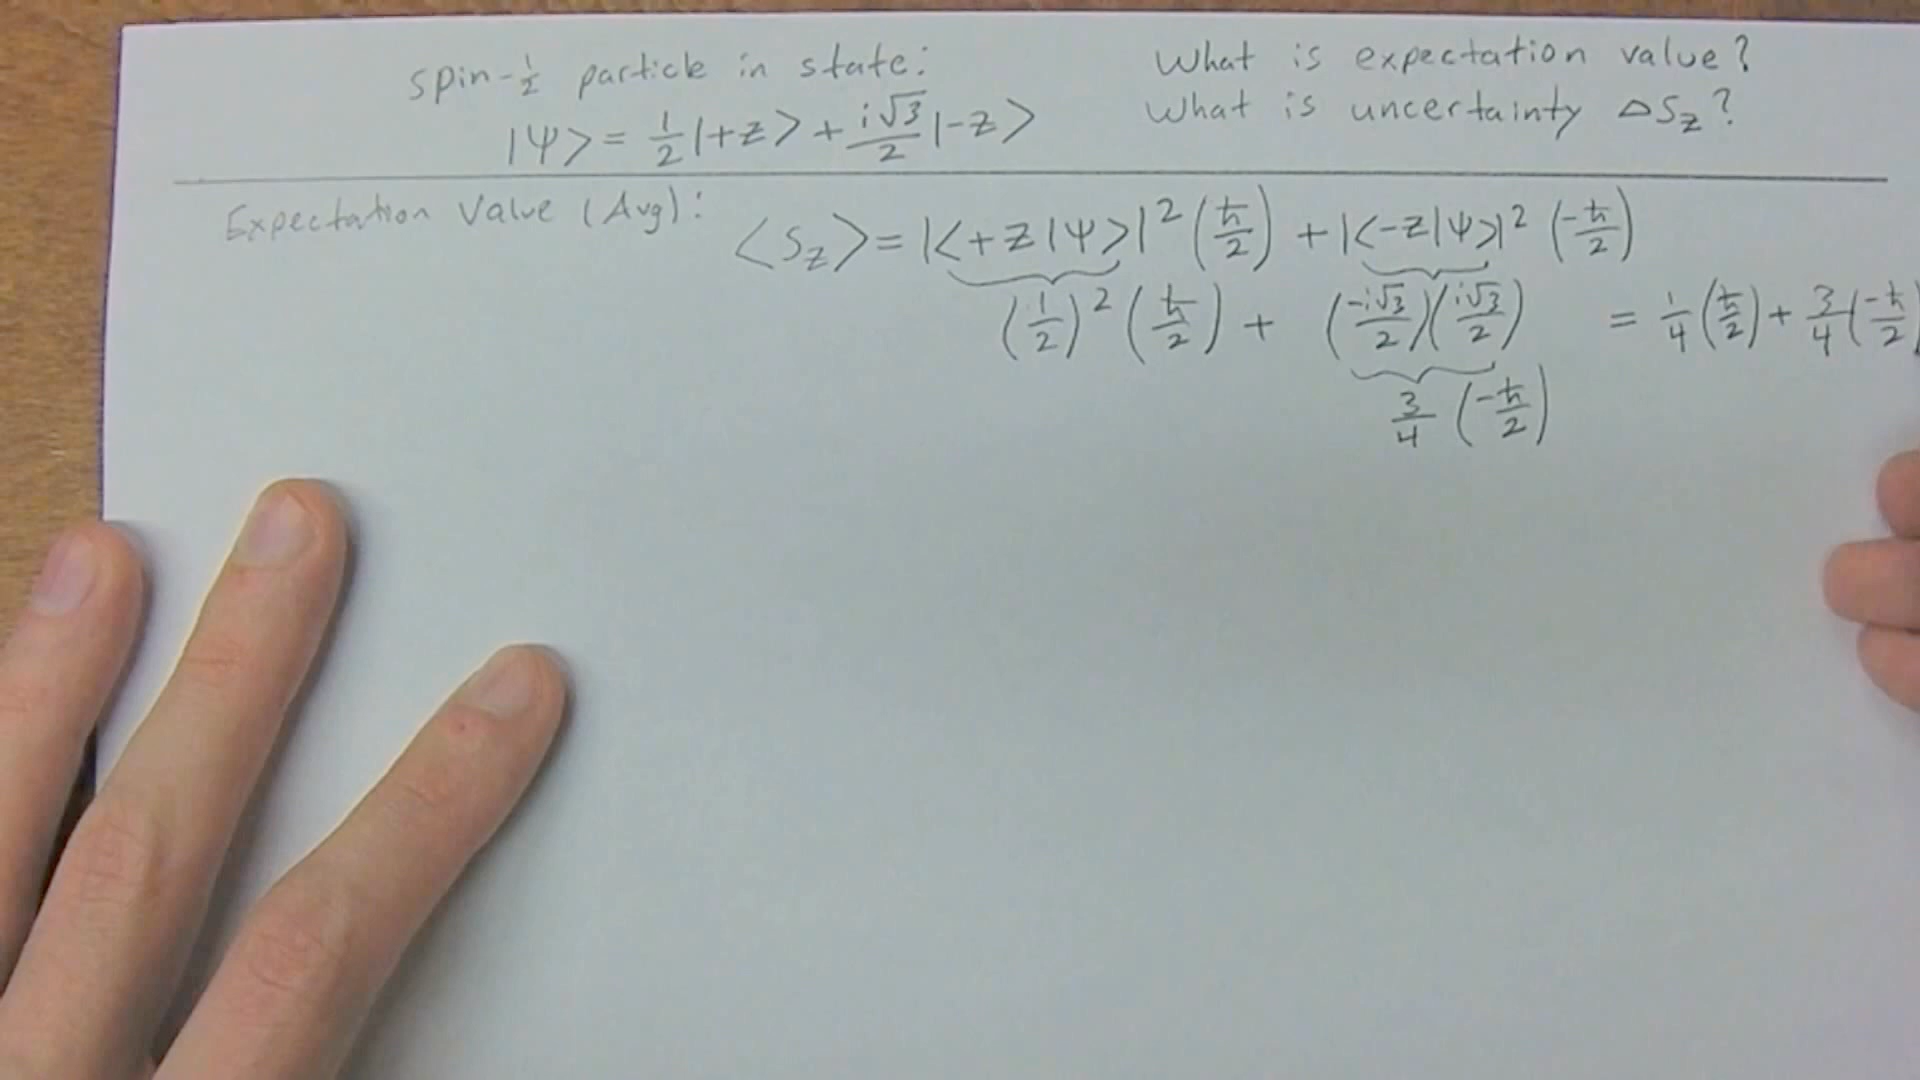 spin-½ particle in state:
|Ψ> = 1/2 |+z> + i√3/2 |-z>
What is expectation value?
What is uncertainty ΔSz?
Expectation Value (Avg):
<Sz> = |<+z|Ψ>|² (ħ/2) + |<-z|Ψ>|² (-ħ/2)
(1/2)² (ħ/2) + (-i√3/2)(i√3/2) = 1/4 (ħ/2) + 3/4 (-ħ/2)
3/4 (-ħ/2)